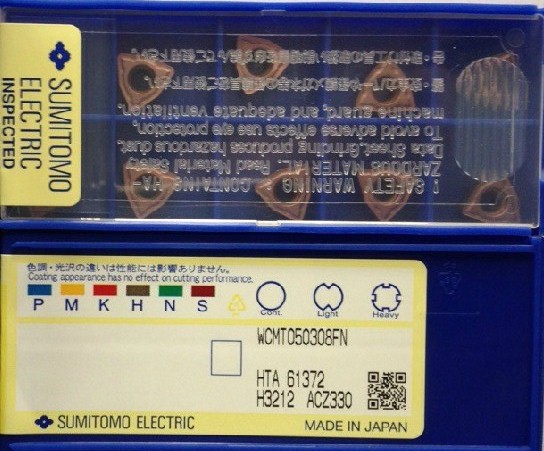 SUMITOMO
ELECTRIC
INSPECTED
! SAFETY WARNING, CONTAINS HA-
ZARDOUS MATERIAL, Read Material Safety
Data Sheet.Grinding produces hazardous dust.
To avoid adverse effects use eye protection,
machine guard, and adequate ventilation.
色調・光沢の違いは性能には影響ありません。
Coating appearance has no effect on cutting performance.
P M K H N S Cont. Light Heavy
WCMT050308FN
HTA 61372
H3212 ACZ330
SUMITOMO ELECTRIC MADE IN JAPAN